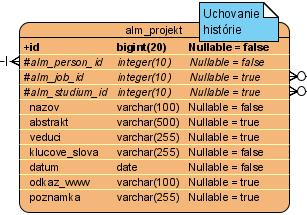 Uchovanie
histórie
alm_projekt
+id bigint(20) Nullable = false
#alm_person_id integer(10) Nullable = false
#alm_job_id integer(10) Nullable = true
#alm_studium_id integer(10) Nullable = true
nazov varchar(100) Nullable = false
abstrakt varchar(500) Nullable = true
veduci varchar(255) Nullable = true
klucove_slova varchar(255) Nullable = false
datum date Nullable = false
odkaz_www varchar(100) Nullable = true
poznamka varchar(255) Nullable = true